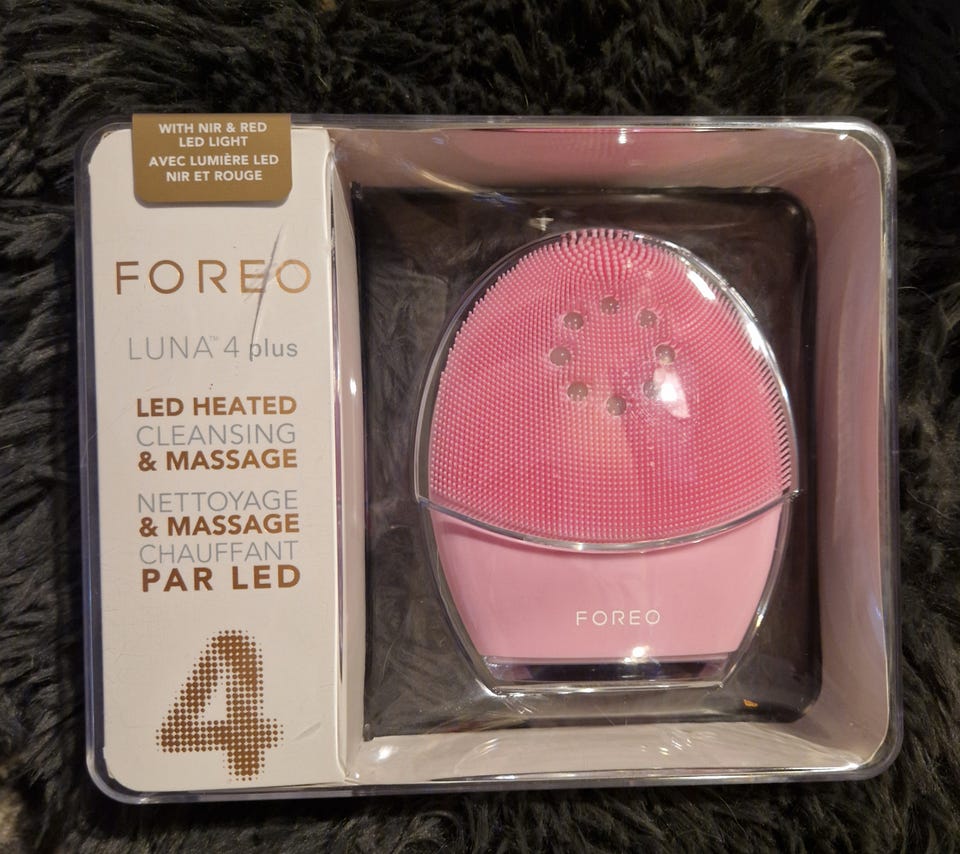 WITH NIR & RED
LED LIGHT
AVEC LUMIÈRE LED
NIR ET ROUGE
FOREO
LUNA™ 4 plus
LED HEATED
CLEANSING
& MASSAGE
NETTOYAGE
& MASSAGE
CHAUFFANT
PAR LED
4
FOREO